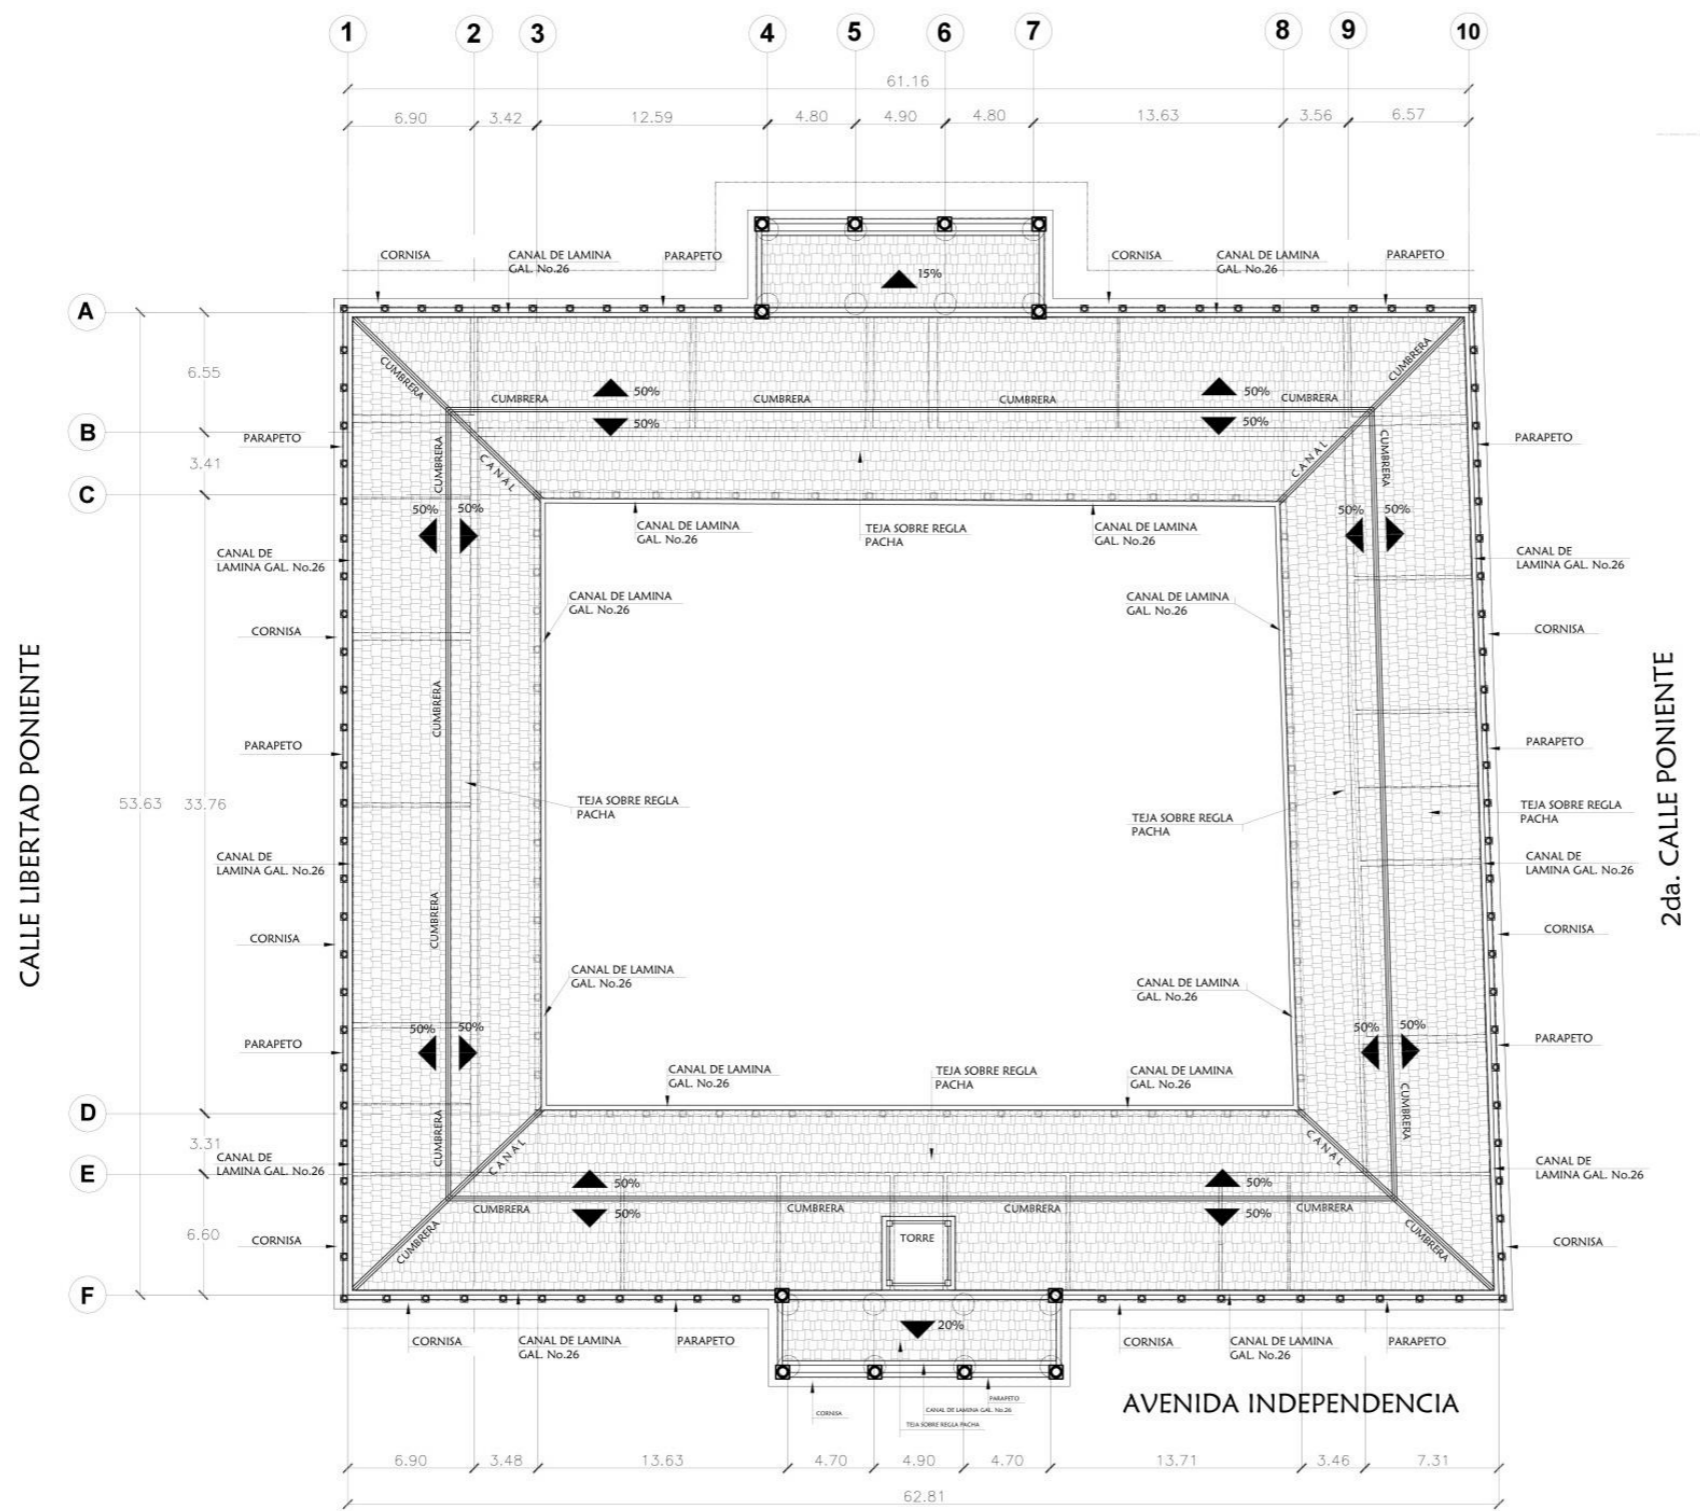 1 2 3 4 5 6 7 8 9 10
61.16
6.90 3.42 12.59 4.80 4.90 4.80 13.63 3.56 6.57
CORNISA
CANAL DE LAMINA
GAL. No.26
PARAPETO
15%
CORNISA
CANAL DE LAMINA
GAL. No.26
PARAPETO
A
6.55
CUMBRERA
CUMBRERA
50%
CUMBRERA
CUMBRERA
50%
CUMBRERA
CUMBRERA
50%
50%
B
PARAPETO
CUMBRERA
CANAL
CANAL
CUMBRERA
PARAPETO
3.41
C
50%
50%
50%
50%
CANAL DE LAMINA
GAL. No.26
TEJA SOBRE REGLA
PACHA
CANAL DE LAMINA
GAL. No.26
CANAL DE
LAMINA GAL. No.26
CANAL DE
LAMINA GAL. No.26
CANAL DE LAMINA
GAL. No.26
CANAL DE LAMINA
GAL. No.26
CORNISA
CORNISA
CALLE LIBERTAD PONIENTE
2da. CALLE PONIENTE
CUMBRERA
PARAPETO
PARAPETO
53.63
33.76
TEJA SOBRE REGLA
PACHA
TEJA SOBRE REGLA
PACHA
TEJA SOBRE REGLA
PACHA
CANAL DE
LAMINA GAL. No.26
CANAL DE
LAMINA GAL. No.26
CUMBRERA
CORNISA
CORNISA
CANAL DE LAMINA
GAL. No.26
CANAL DE LAMINA
GAL. No.26
50%
50%
50%
50%
PARAPETO
PARAPETO
CANAL DE LAMINA
GAL. No.26
TEJA SOBRE REGLA
PACHA
CANAL DE LAMINA
GAL. No.26
D
CUMBRERA
CUMBRERA
3.31
CANAL
CANAL
CANAL DE
LAMINA GAL. No.26
CANAL DE
LAMINA GAL. No.26
E
50%
50%
CUMBRERA
50%
CUMBRERA
CUMBRERA
50%
CUMBRERA
6.60
CORNISA
CUMBRERA
TORRE
CUMBRERA
CORNISA
F
20%
CORNISA
CANAL DE LAMINA
GAL. No.26
PARAPETO
CORNISA
CANAL DE LAMINA
GAL. No.26
PARAPETO
PARAPETO
CORNISA
CANAL DE LAMINA GAL. No.26
TEJA SOBRE REGLA PACHA
AVENIDA INDEPENDENCIA
6.90 3.48 13.63 4.70 4.90 4.70 13.71 3.46 7.31
62.81